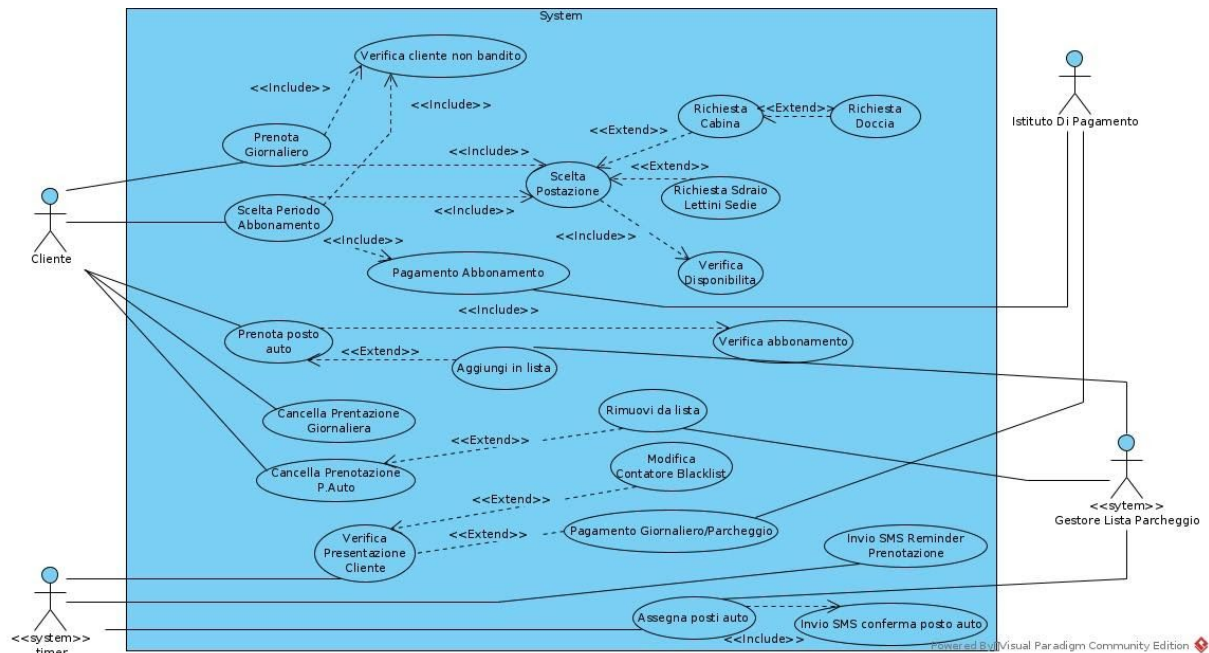 System
Verifica cliente non bandito
<<Include>>
<<Include>>
Richiesta
Cabina
<<Extend>>
Richiesta
Doccia
Istituto Di Pagamento
Prenota
Giornaliero
<<Include>>
<<Extend>>
<<Extend>>
Scelta
Postazione
Richiesta Sdraio
Lettini Sedie
Cliente
Scelta Periodo
Abbonamento
<<Include>>
<<Include>>
<<Include>>
Pagamento Abbonamento
Verifica
Disponibilita
<<Include>>
Prenota posto
auto
Verifica abbonamento
<<Extend>>
Aggiungi in lista
Cancella Prentazione
Giornaliera
Rimuovi da lista
<<Extend>>
Cancella Prenotazione
P.Auto
Modifica
Contatore Blacklist
<<sytem>>
Gestore Lista Parcheggio
<<Extend>>
<<Extend>>
Pagamento Giornaliero/Parcheggio
Verifica
Presentazione
Cliente
Invio SMS Reminder
Prenotazione
<<system>>
timer
Assegna posti auto
<<Include>>
Invio SMS conferma posto auto
Powered By Visual Paradigm Community Edition